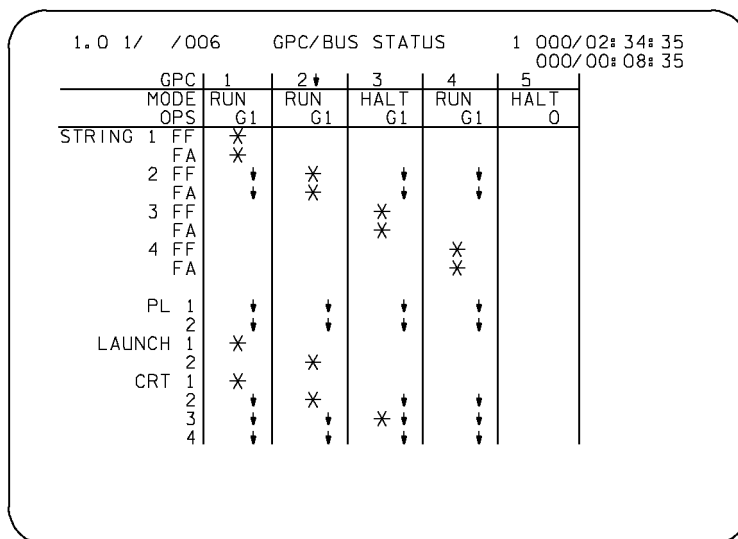 1.0 1/ /006 GPC/BUS STATUS 1 000/02:34:35
000/00:08:35
GPC 1 2↓ 3 4 5
MODE RUN RUN HALT RUN HALT
OPS G1 G1 G1 G1 0
STRING 1 FF *
FA *
2 FF ↓ * ↓ ↓
FA ↓ * ↓ ↓
3 FF *
FA *
4 FF *
FA *
PL 1 ↓ ↓ ↓ ↓
2 ↓ ↓ ↓ ↓
LAUNCH 1 *
2 *
CRT 1 *
2 ↓ * ↓ ↓
3 ↓ ↓ * ↓ ↓
4 ↓ ↓ ↓ ↓